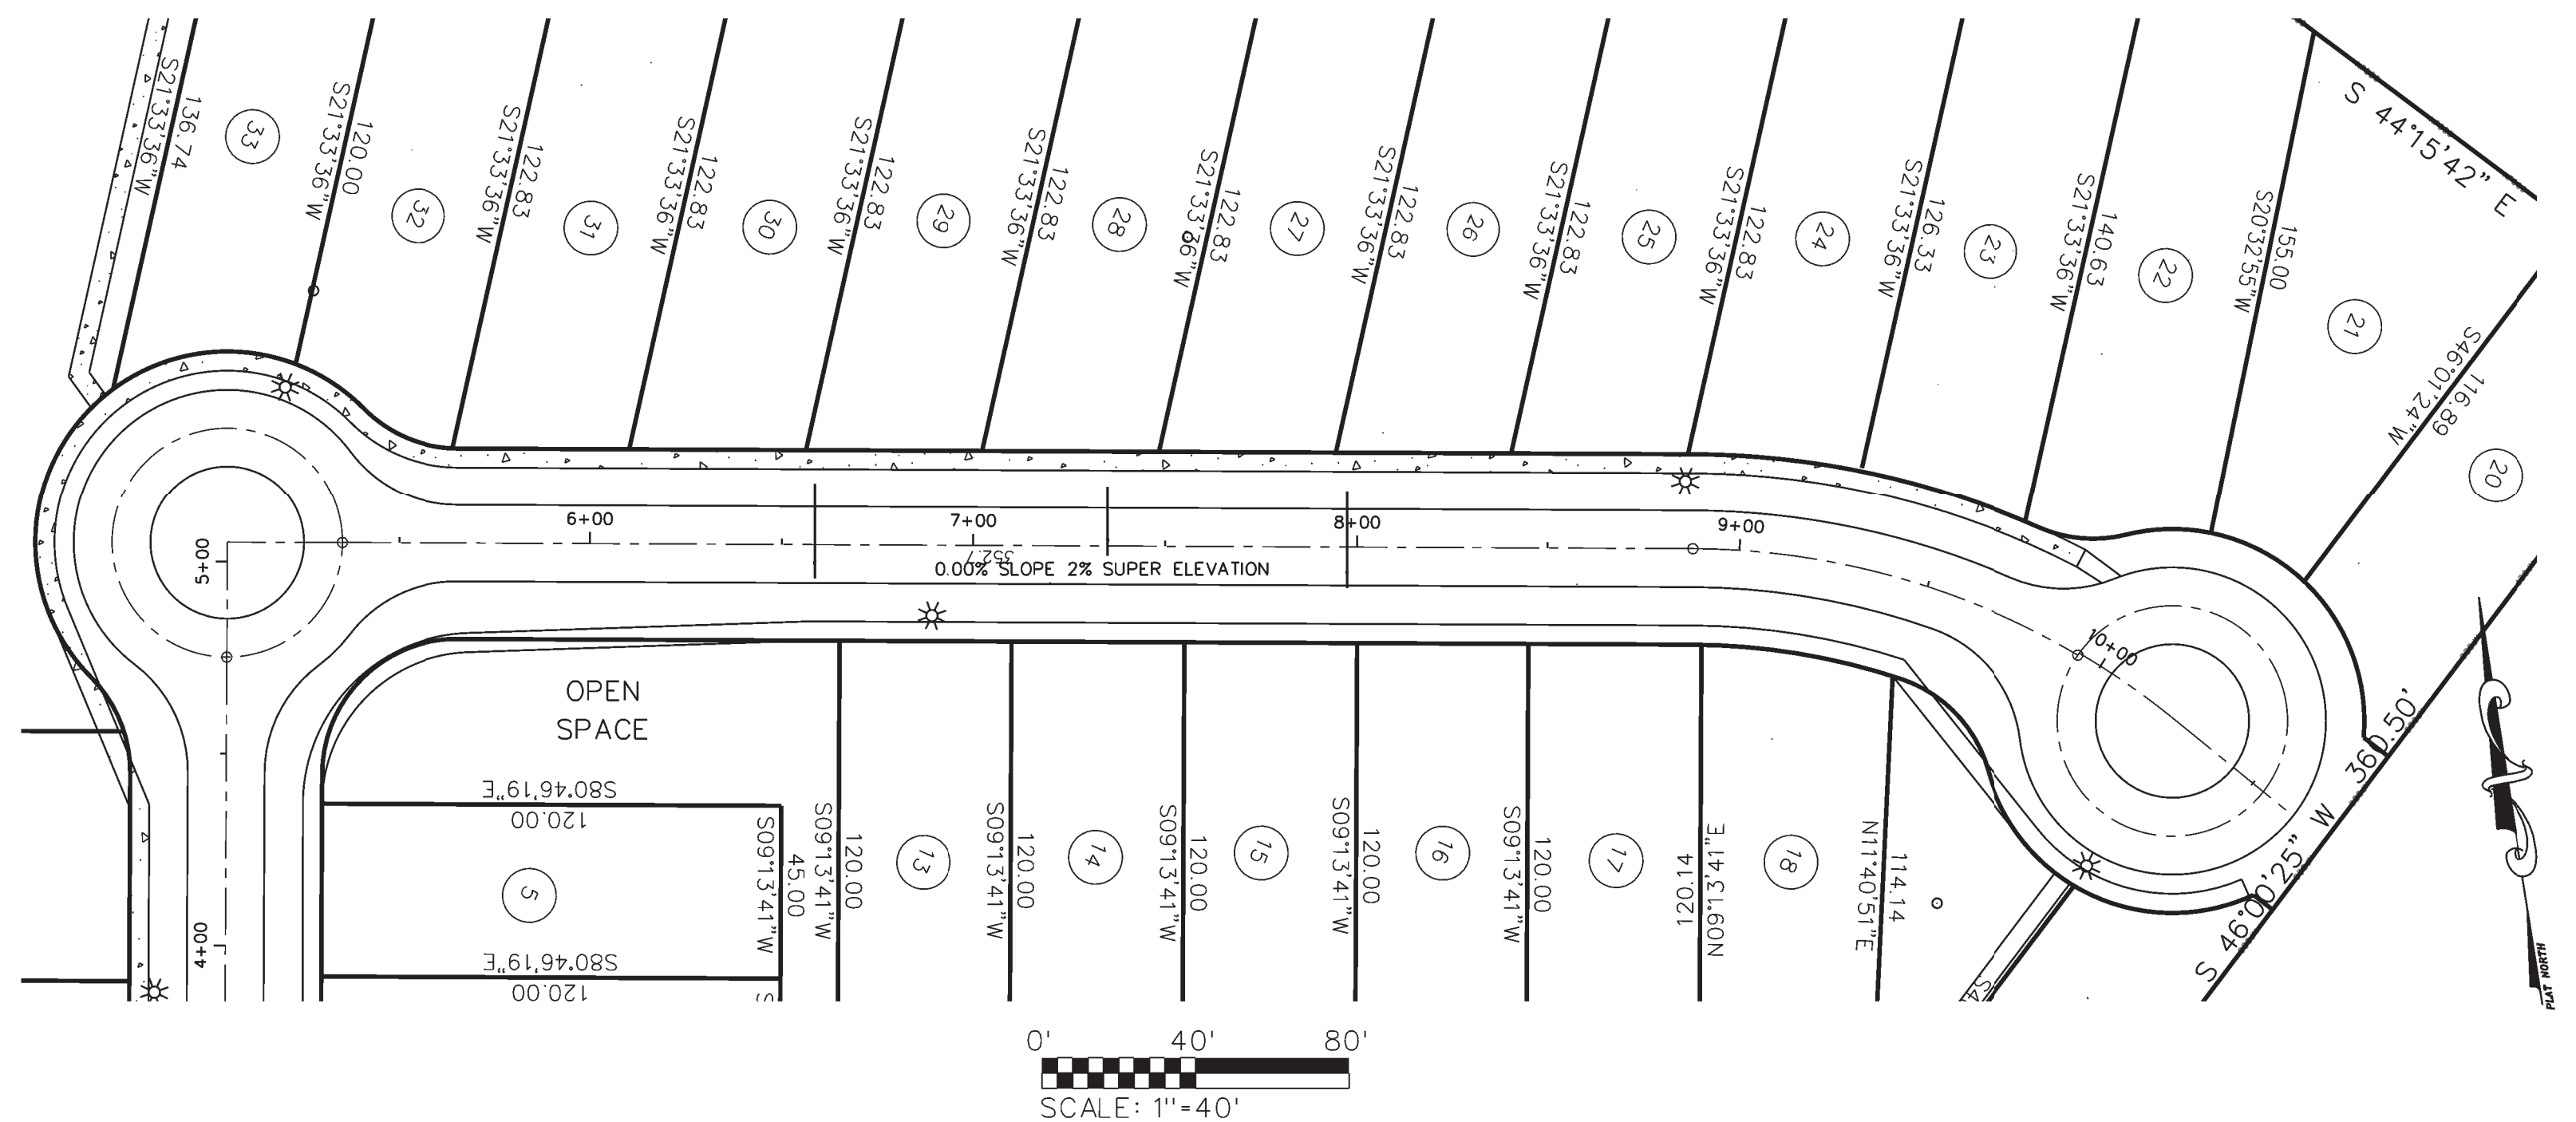 S21°33'36"W
136.74
33
S21°33'36"W
120.00
32
S21°33'36"W
122.83
31
S21°33'36"W
122.83
30
S21°33'36"W
122.83
29
S21°33'36"W
122.83
28
S21°33'36"W
122.83
27
S21°33'36"W
122.83
26
S21°33'36"W
122.83
25
S21°33'36"W
122.83
24
S21°33'36"W
126.33
23
S21°33'36"W
140.63
22
S20°32'55"W
155.00
21
S 44°15'42" E
S46°01'24"W
116.89
20
5+00
6+00
7+00
8+00
9+00
10+00
352.7
0.00% SLOPE 2% SUPER ELEVATION
OPEN
SPACE
S80°46'19"E
120.00
5
S80°46'19"E
120.00
4+00
S09°13'41"W
45.00
S09°13'41"W
120.00
13
S09°13'41"W
120.00
14
S09°13'41"W
120.00
15
S09°13'41"W
120.00
16
S09°13'41"W
120.00
17
120.14
N09°13'41"E
18
N11°40'51"E
114.14
S 46°00'25" W 360.50'
PLAT NORTH
0' 40' 80'
SCALE: 1"=40'